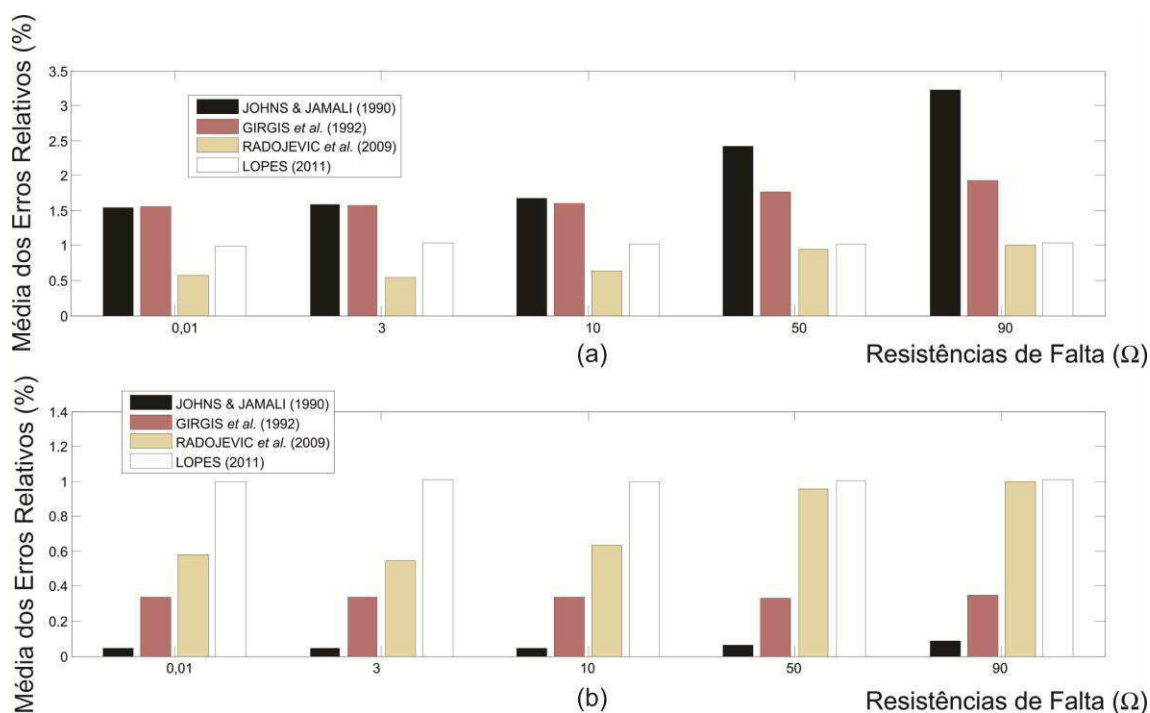 Média dos Erros Relativos (%)
3.5
3
2.5
2
1.5
1
0.5
0
JOHNS & JAMALI (1990)
GIRGIS et al. (1992)
RADOJEVIC et al. (2009)
LOPES (2011)
0,01
3
10
50
90
(a)
Resistências de Falta (Ω)
Média dos Erros Relativos (%)
1.4
1.2
1
0.8
0.6
0.4
0.2
0
JOHNS & JAMALI (1990)
GIRGIS et al. (1992)
RADOJEVIC et al. (2009)
LOPES (2011)
0,01
3
10
50
90
(b)
Resistências de Falta (Ω)